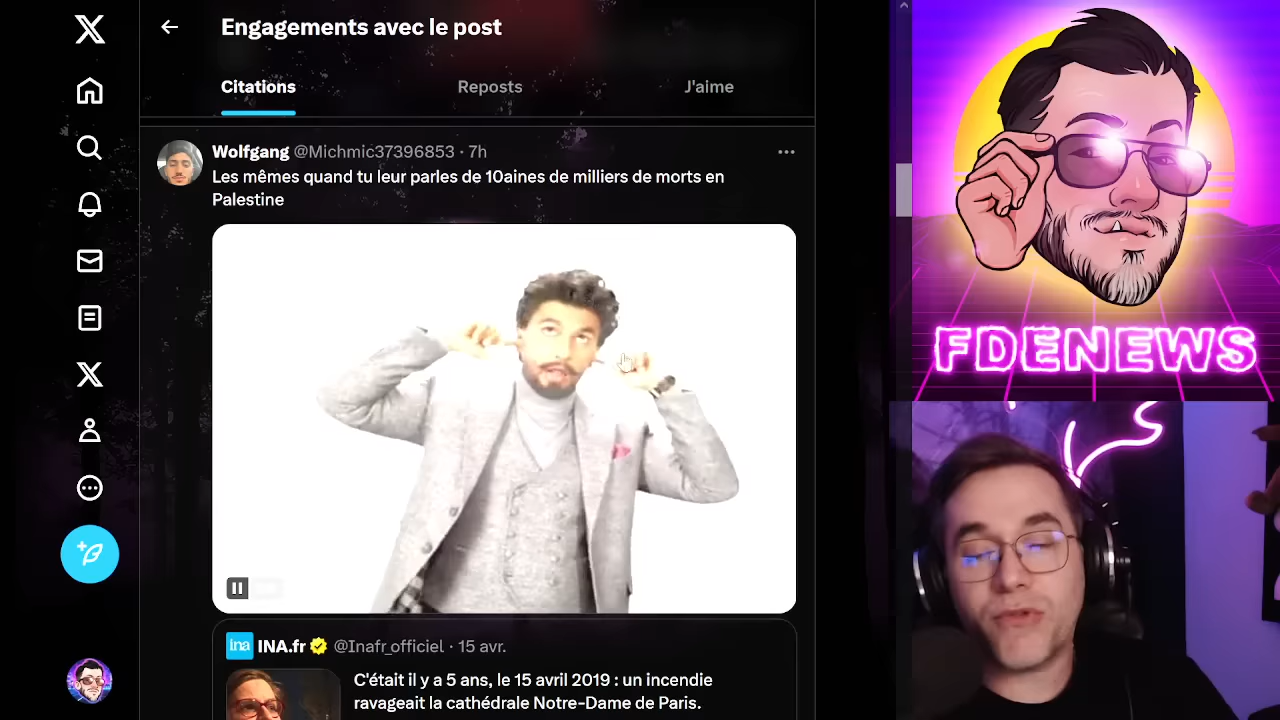 Engagements avec le post
Citations
Reposts
J'aime
Wolfgang @Michmic37396853 · 7h
Les mêmes quand tu leur parles de 10aines de milliers de morts en
Palestine
ina INA.fr @Inafr_officiel · 15 avr.
C'était il y a 5 ans, le 15 avril 2019 : un incendie
ravageait la cathédrale Notre-Dame de Paris.
FDENEWS